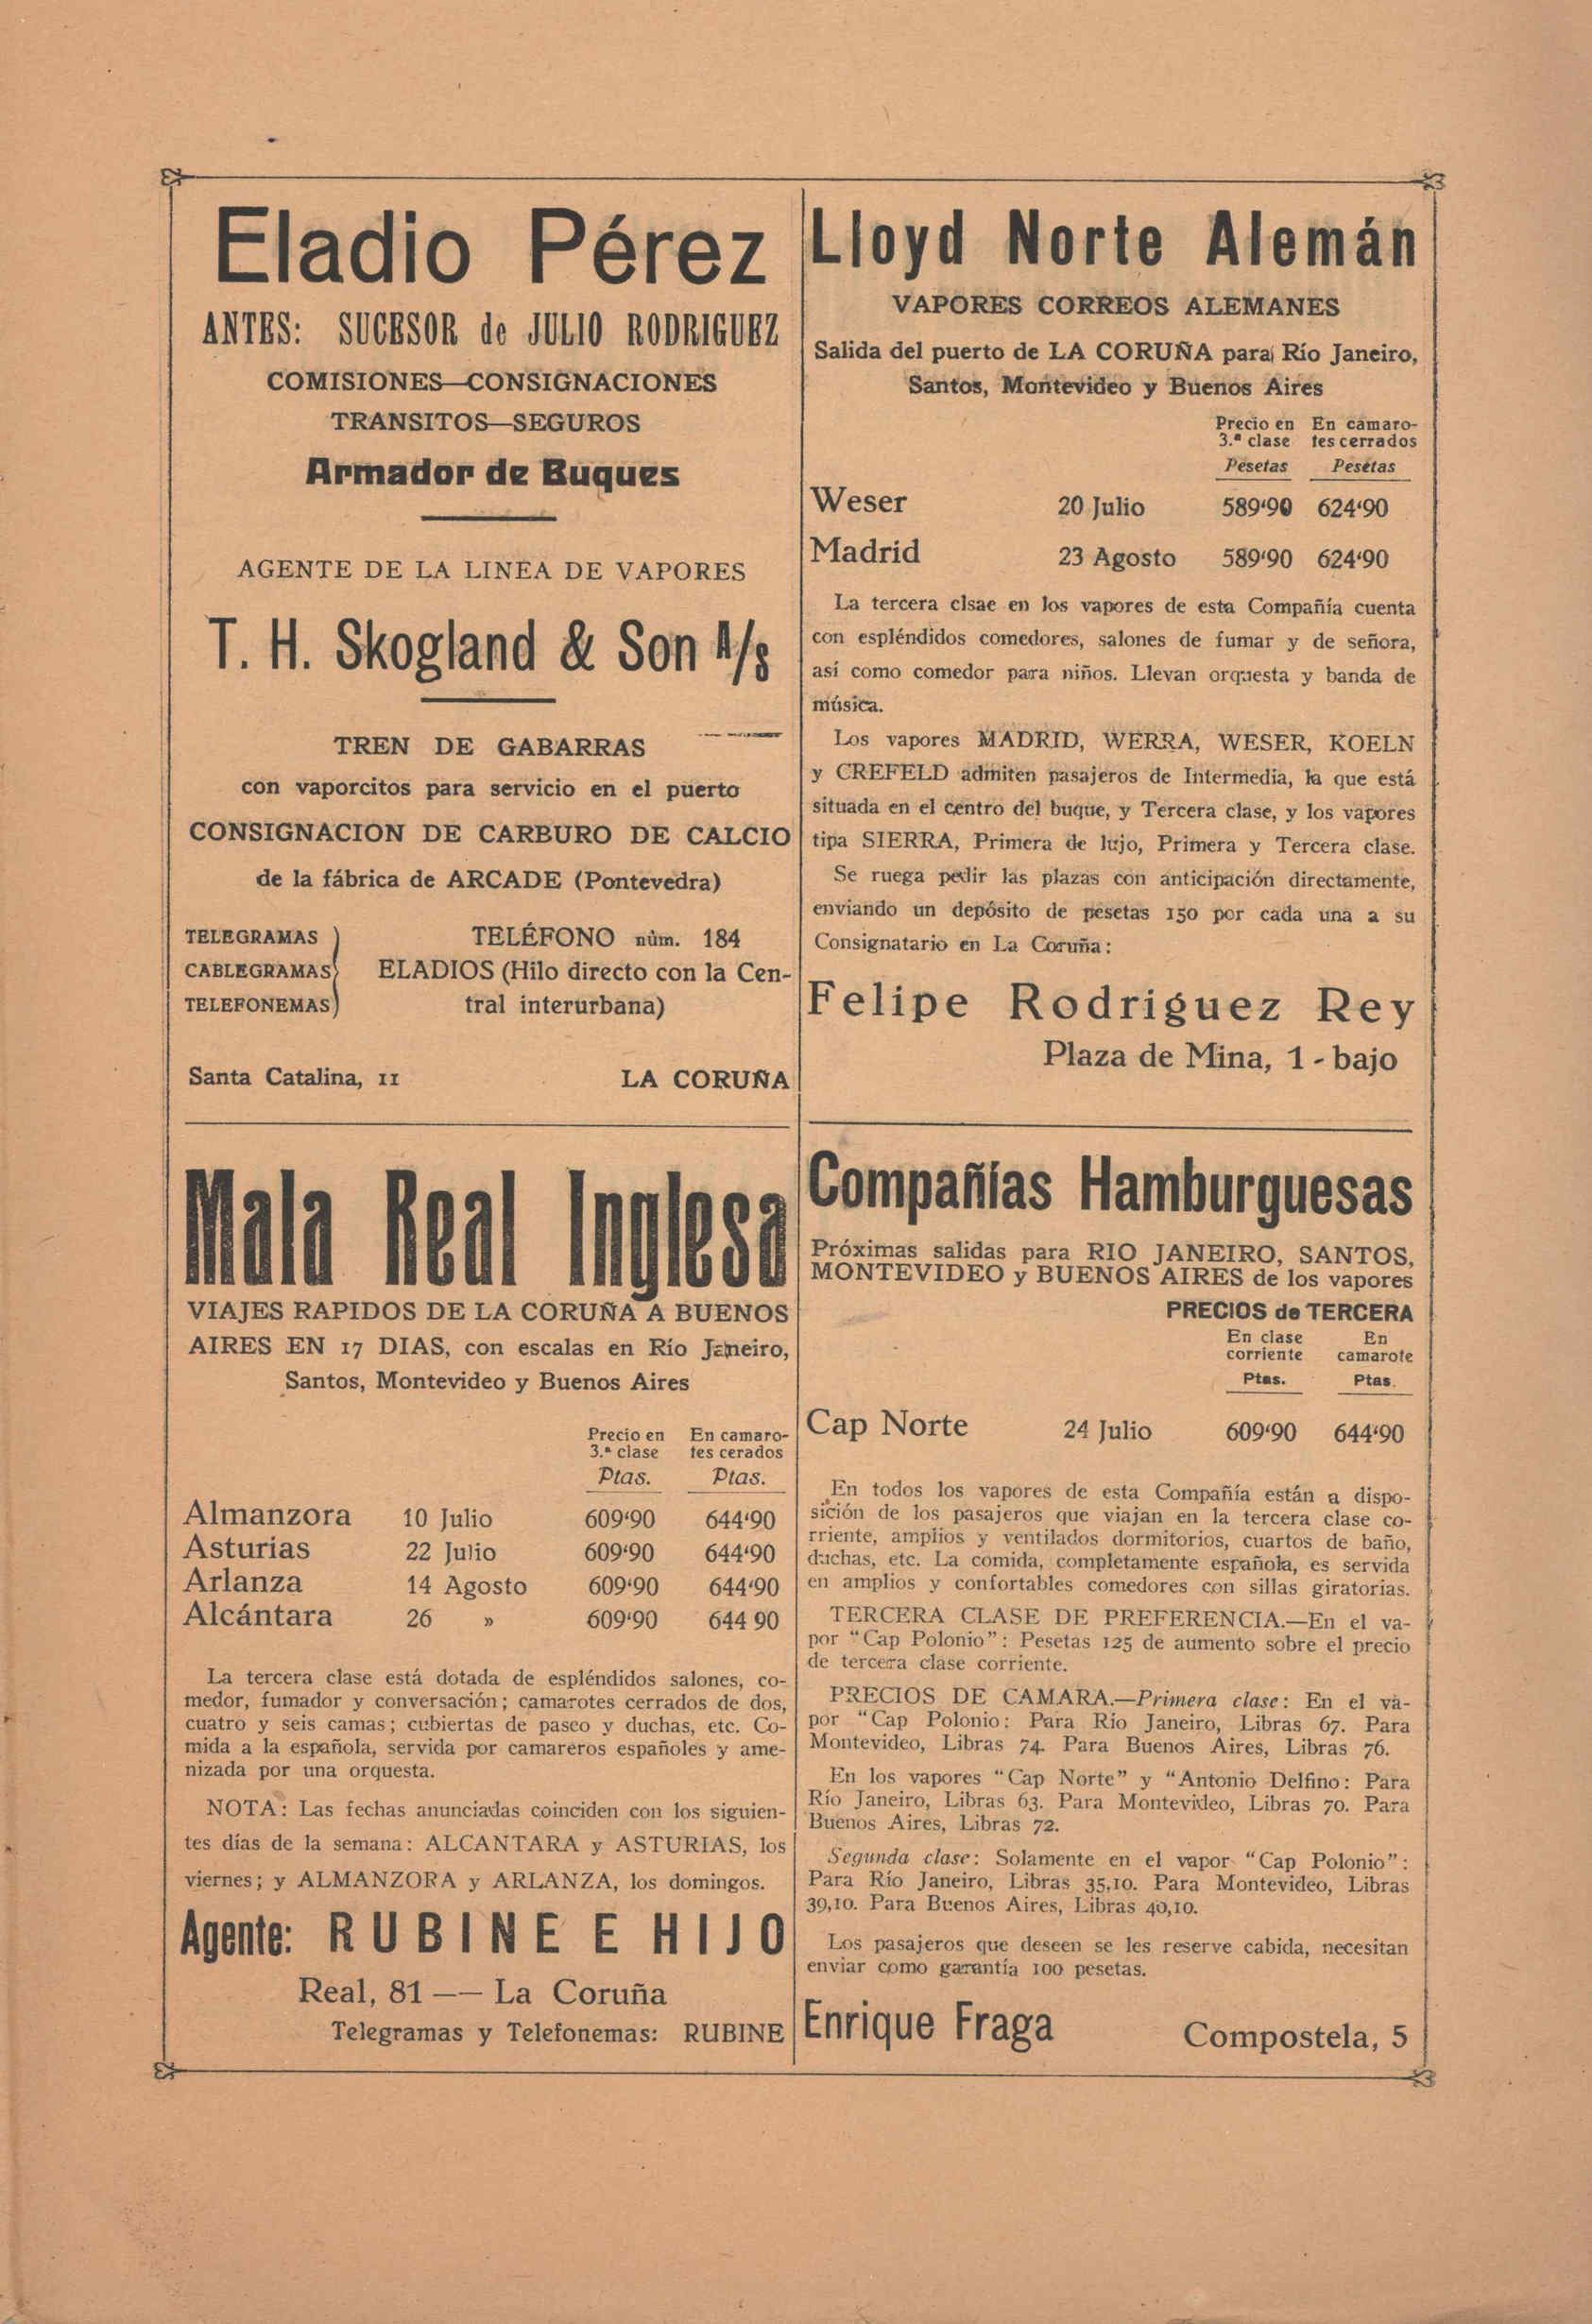 Eladio Pérez
ANTES: SUCESOR de JULIO RODRIGUEZ
COMISIONES—CONSIGNACIONES
TRANSITOS—SEGUROS
Armador de Buques
AGENTE DE LA LINEA DE VAPORES
T. H. Skogland & Son A/S
TREN DE GABARRAS
con vaporcitos para servicio en el puerto
CONSIGNACION DE CARBURO DE CALCIO
de la fábrica de ARCADE (Pontevedra)
TELEGRAMAS
CABLEGRAMAS
TELEFONEMAS
TELÉFONO núm. 184
ELADIOS (Hilo directo con la Cen-
tral interurbana)
Santa Catalina, 11 LA CORUÑA
Lloyd Norte Alemán
VAPORES CORREOS ALEMANES
Salida del puerto de LA CORUÑA para Río Janeiro,
Santos, Montevideo y Buenos Aires
Precio en En camaro-
3.ª clase tes cerrados
Pesetas Pesetas
Weser 20 Julio 589'90 624'90
Madrid 23 Agosto 589'90 624'90
La tercera clsae en los vapores de esta Compañía cuenta
con espléndidos comedores, salones de fumar y de señora,
así como comedor para niños. Llevan orquesta y banda de
música.
Los vapores MADRID, WERRA, WESER, KOELN
y CREFELD admiten pasajeros de Intermedia, la que está
situada en el centro del buque, y Tercera clase, y los vapores
tipa SIERRA, Primera de lujo, Primera y Tercera clase.
Se ruega pedir las plazas con anticipación directamente,
enviando un depósito de pesetas 150 por cada una a su
Consignatario en La Coruña:
Felipe Rodriguez Rey
Plaza de Mina, 1 - bajo
Mala Real Inglesa
VIAJES RAPIDOS DE LA CORUÑA A BUENOS
AIRES EN 17 DIAS, con escalas en Río Janeiro,
Santos, Montevideo y Buenos Aires
Precio en En camaro-
3.ª clase tes cerados
Ptas. Ptas.
Almanzora 10 Julio 609'90 644'90
Asturias 22 Julio 609'90 644'90
Arlanza 14 Agosto 609'90 644'90
Alcántara 26 » 609'90 644 90
La tercera clase está dotada de espléndidos salones, co-
medor, fumador y conversación; camarotes cerrados de dos,
cuatro y seis camas; cubiertas de paseo y duchas, etc. Co-
mida a la española, servida por camareros españoles y ame-
nizada por una orquesta.
NOTA: Las fechas anunciadas coinciden con los siguien-
tes días de la semana: ALCANTARA y ASTURIAS, los
viernes; y ALMANZORA y ARLANZA, los domingos.
Agente: RUBINE E HIJO
Real, 81 —— La Coruña
Telegramas y Telefonemas: RUBINE
Compañías Hamburguesas
Próximas salidas para RIO JANEIRO, SANTOS,
MONTEVIDEO y BUENOS AIRES de los vapores
PRECIOS de TERCERA
En clase En
corriente camarote
Ptas. Ptas.
Cap Norte 24 Julio 609'90 644'90
En todos los vapores de esta Compañía están a dispo-
sición de los pasajeros que viajan en la tercera clase co-
rriente, amplios y ventilados dormitorios, cuartos de baño,
duchas, etc. La comida, completamente española, es servida
en amplios y confortables comedores con sillas giratorias.
TERCERA CLASE DE PREFERENCIA.—En el va-
por "Cap Polonio": Pesetas 125 de aumento sobre el precio
de tercera clase corriente.
PRECIOS DE CAMARA.—Primera clase: En el va-
por "Cap Polonio: Para Río Janeiro, Libras 67. Para
Montevideo, Libras 74. Para Buenos Aires, Libras 76.
En los vapores "Cap Norte" y "Antonio Delfino: Para
Río Janeiro, Libras 63. Para Montevideo, Libras 70. Para
Buenos Aires, Libras 72.
Segunda clase: Solamente en el vapor "Cap Polonio":
Para Río Janeiro, Libras 35,10. Para Montevideo, Libras
39,10. Para Buenos Aires, Libras 40,10.
Los pasajeros que deseen se les reserve cabida, necesitan
enviar como garantía 100 pesetas.
Enrique Fraga Compostela, 5